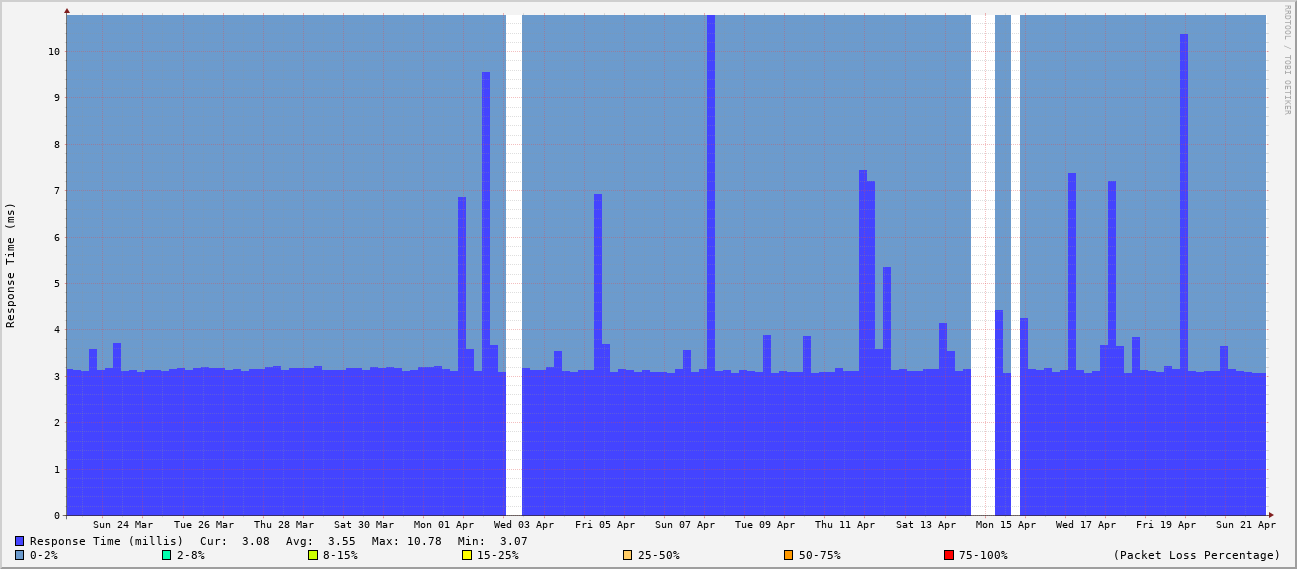 RRDTOOL / TOBI OETIKER
Response Time (ms)
10
9
8
7
6
5
4
3
2
1
0
Sun 24 Mar Tue 26 Mar Thu 28 Mar Sat 30 Mar Mon 01 Apr Wed 03 Apr Fri 05 Apr Sun 07 Apr Tue 09 Apr Thu 11 Apr Sat 13 Apr Mon 15 Apr Wed 17 Apr Fri 19 Apr Sun 21 Apr
Response Time (millis) Cur: 3.08 Avg: 3.55 Max: 10.78 Min: 3.07
0-2% 2-8% 8-15% 15-25% 25-50% 50-75% 75-100% (Packet Loss Percentage)